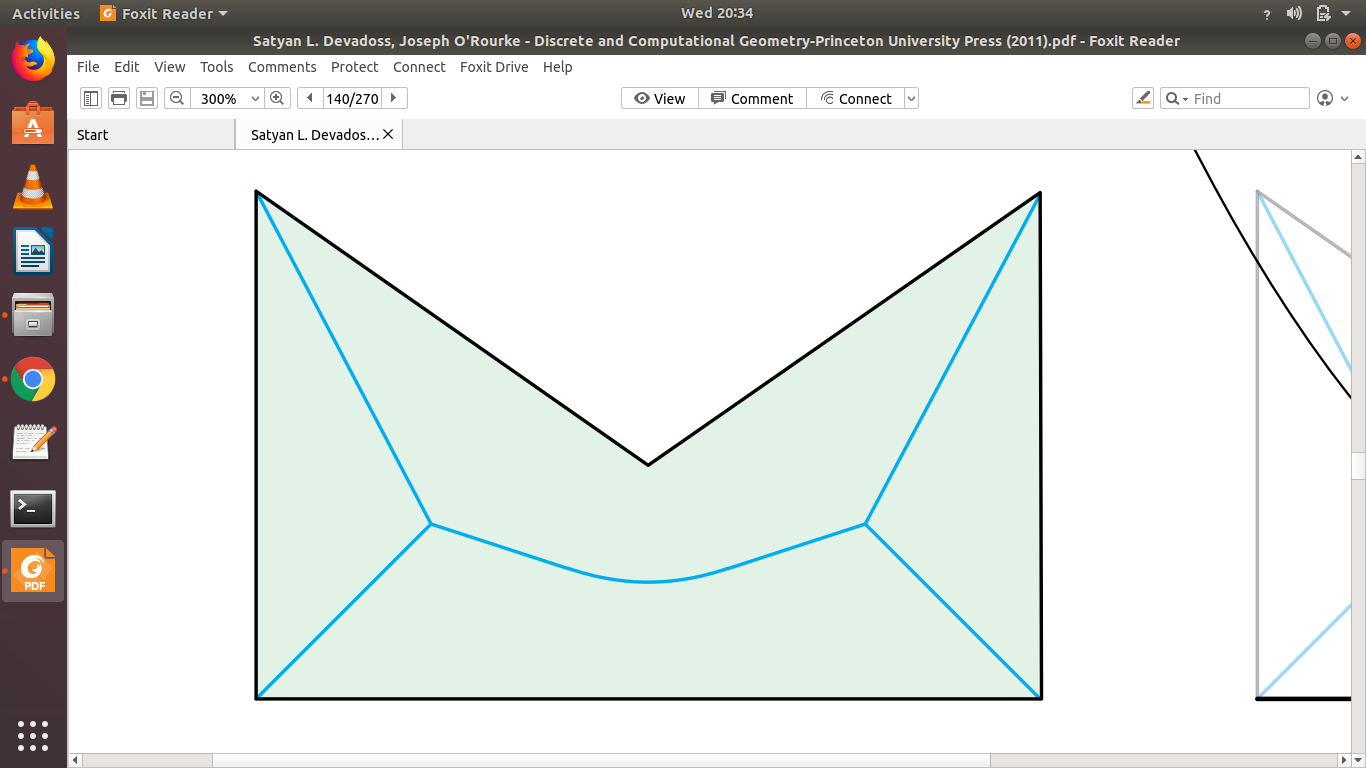 Activities Foxit Reader Wed 20:34 ?
Satyan L. Devadoss, Joseph O'Rourke - Discrete and Computational Geometry-Princeton University Press (2011).pdf - Foxit Reader
File Edit View Tools Comments Protect Connect Foxit Drive Help
300% 140/270 View Comment Connect Find
Start Satyan L. Devados...
A
>_
PDF